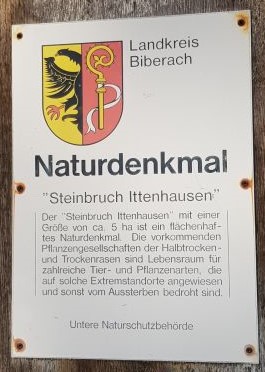 Landkreis
Biberach
Naturdenkmal
"Steinbruch Ittenhausen"
Der "Steinbruch Ittenhausen" mit einer
Größe von ca. 5 ha ist ein flächenhaf-
tes Naturdenkmal. Die vorkommenden
Pflanzengesellschaften der Halbtrocken-
und Trockenrasen sind Lebensraum für
zahlreiche Tier- und Pflanzenarten, die
auf solche Extremstandorte angewiesen
und sonst vom Aussterben bedroht sind.
Untere Naturschutzbehörde